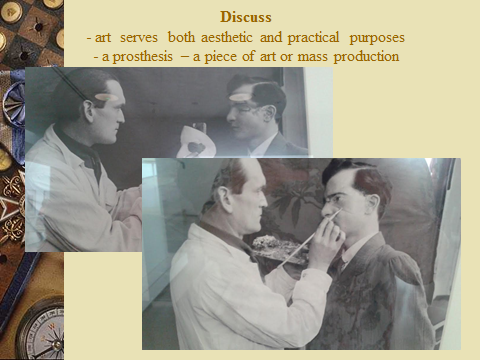 Discuss
- art serves both aesthetic and practical purposes
- a prosthesis – a piece of art or mass production